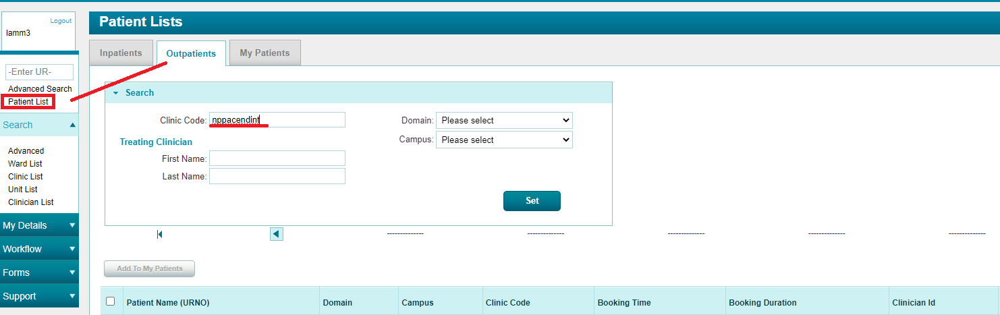 Logout
lamm3
-Enter UR-
Advanced Search
Patient List
Search
Advanced
Ward List
Clinic List
Unit List
Clinician List
My Details
Workflow
Forms
Support
Patient Lists
Inpatients Outpatients My Patients
Search
Clinic Code: nppacendint Domain: Please select
Campus: Please select
Treating Clinician
First Name:
Last Name:
Set
-------------- -------------- -------------- -------------- --------------
Add To My Patients
Patient Name (URNO) Domain Campus Clinic Code Booking Time Booking Duration Clinician Id